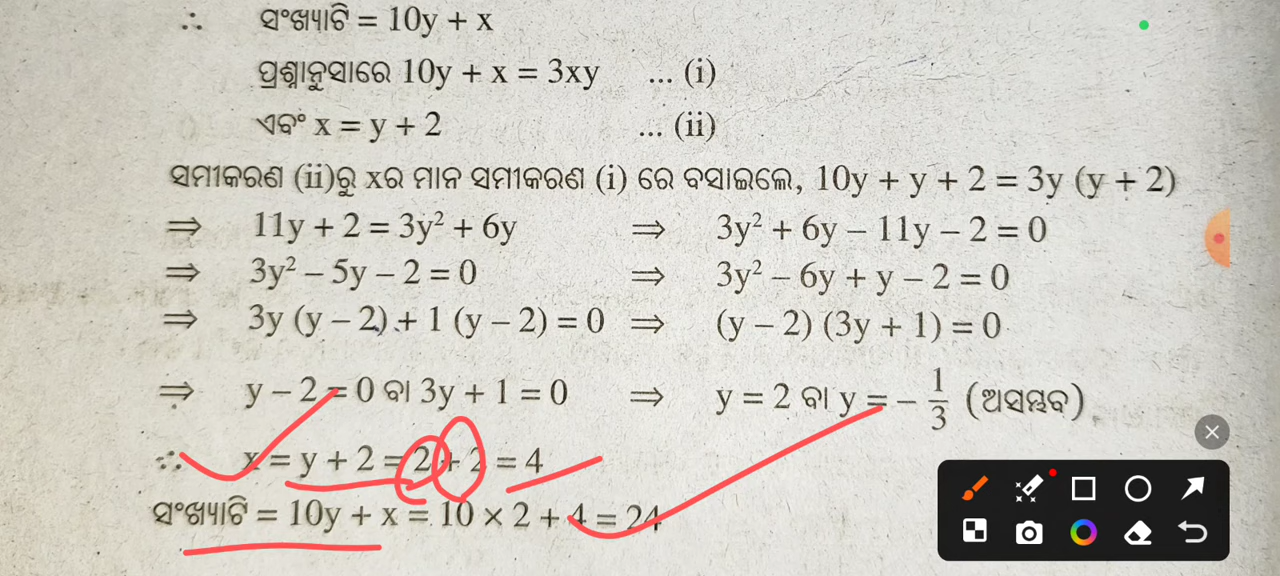 ∴ ସଂଖ୍ୟାଟି = 10y + x
ପ୍ରଶ୍ନାନୁସାରେ 10y + x = 3xy ... (i)
ଏବଂ x = y + 2 ... (ii)
ସମୀକରଣ (ii)ରୁ xର ମାନ ସମୀକରଣ (i) ରେ ବସାଇଲେ, 10y + y + 2 = 3y (y + 2)
⇒ 11y + 2 = 3y² + 6y ⇒ 3y² + 6y – 11y – 2 = 0
⇒ 3y² – 5y – 2 = 0 ⇒ 3y² – 6y + y – 2 = 0
⇒ 3y (y – 2) + 1 (y – 2) = 0 ⇒ (y – 2) (3y + 1) = 0
⇒ y – 2 = 0 ବା 3y + 1 = 0 ⇒ y = 2 ବା y = – 1/3 (ଅସମ୍ଭବ)
∴ x = y + 2 = 2 + 2 = 4
ସଂଖ୍ୟାଟି = 10y + x = 10 × 2 + 4 = 24